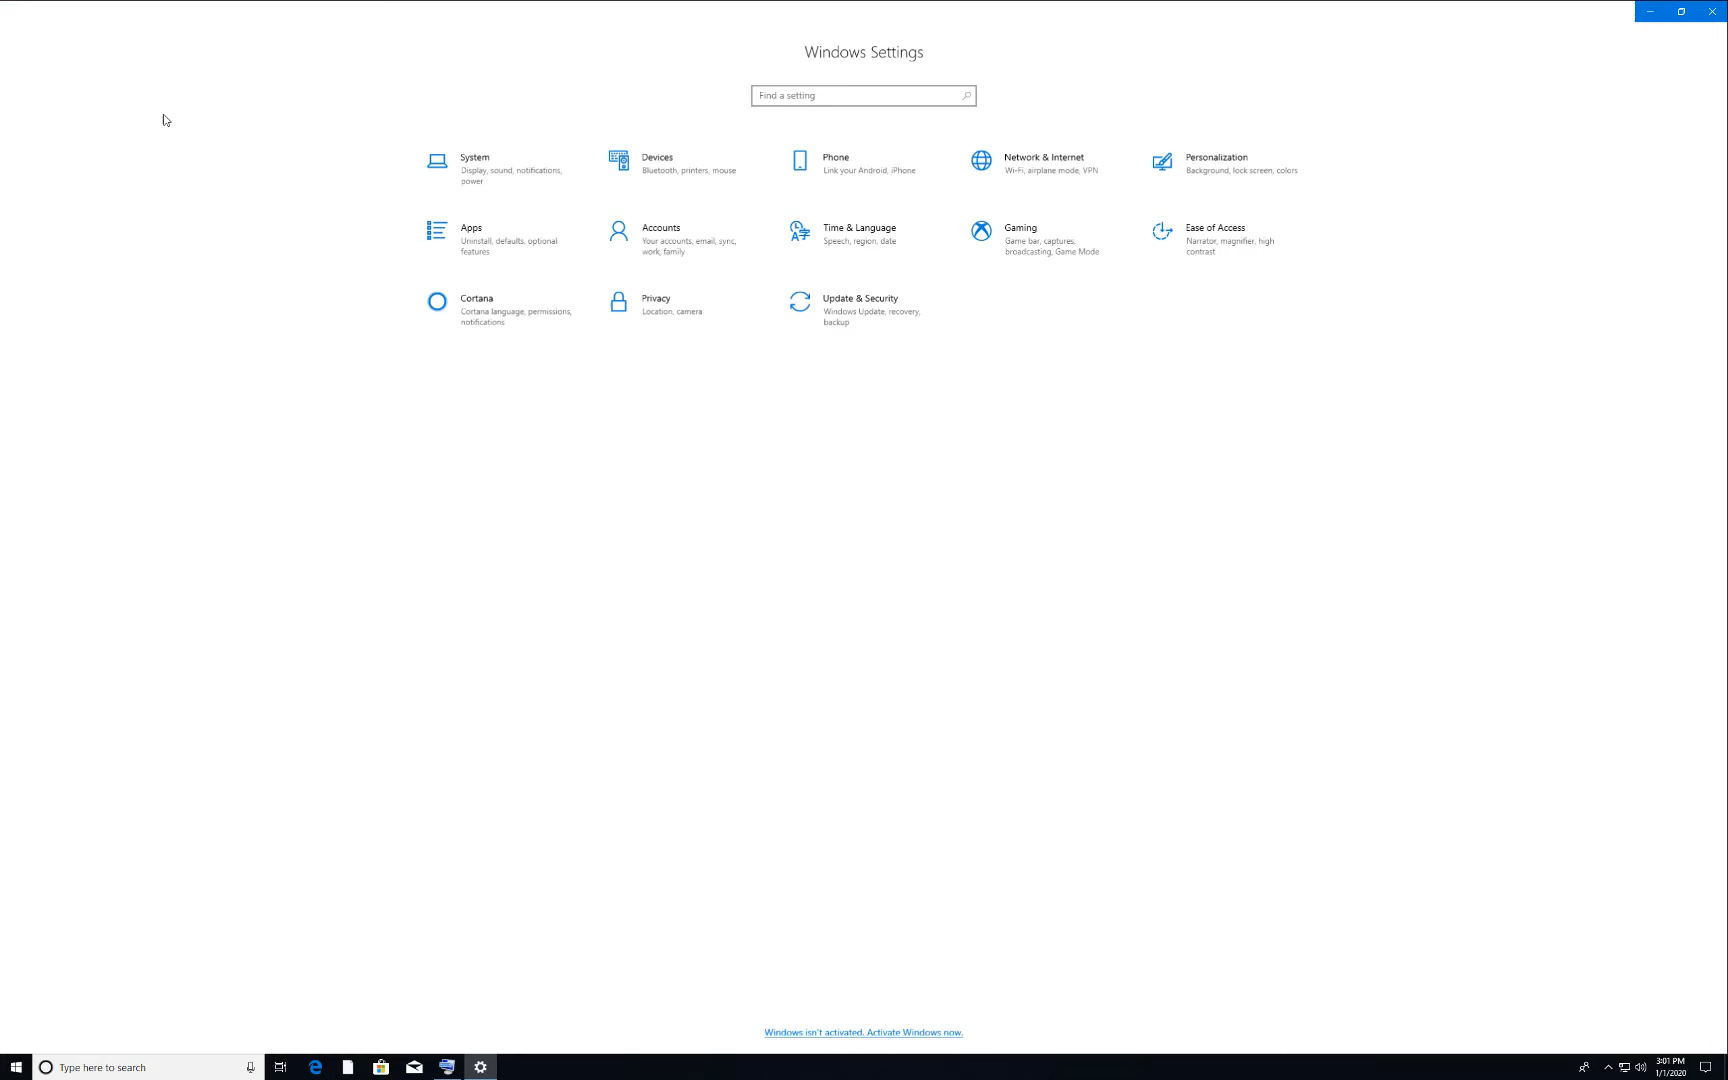 Windows Settings
Find a setting
System
Display, sound, notifications,
power
Devices
Bluetooth, printers, mouse
Phone
Link your Android, iPhone
Network & Internet
Wi-Fi, airplane mode, VPN
Personalization
Background, lock screen, colors
Apps
Uninstall, defaults, optional
features
Accounts
Your accounts, email, sync,
work, family
Time & Language
Speech, region, date
Gaming
Game bar, captures,
broadcasting, Game Mode
Ease of Access
Narrator, magnifier, high
contrast
Cortana
Cortana language, permissions,
notifications
Privacy
Location, camera
Update & Security
Windows Update, recovery,
backup
Windows isn't activated. Activate Windows now.
Type here to search
3:01 PM
1/1/2020